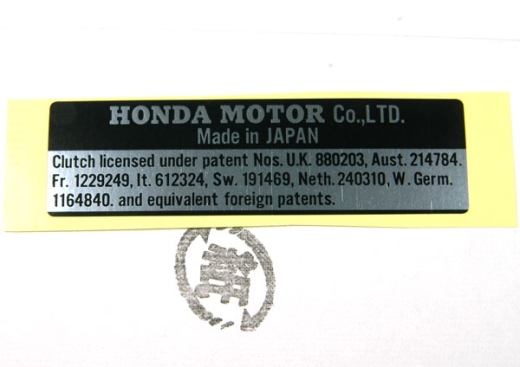 HONDA MOTOR Co.,LTD.
Made in JAPAN
Clutch licensed under patent Nos. U.K. 880203, Aust. 214784.
Fr. 1229249, It. 612324, Sw. 191469, Neth. 240310, W. Germ.
1164840. and equivalent foreign patents.
紙